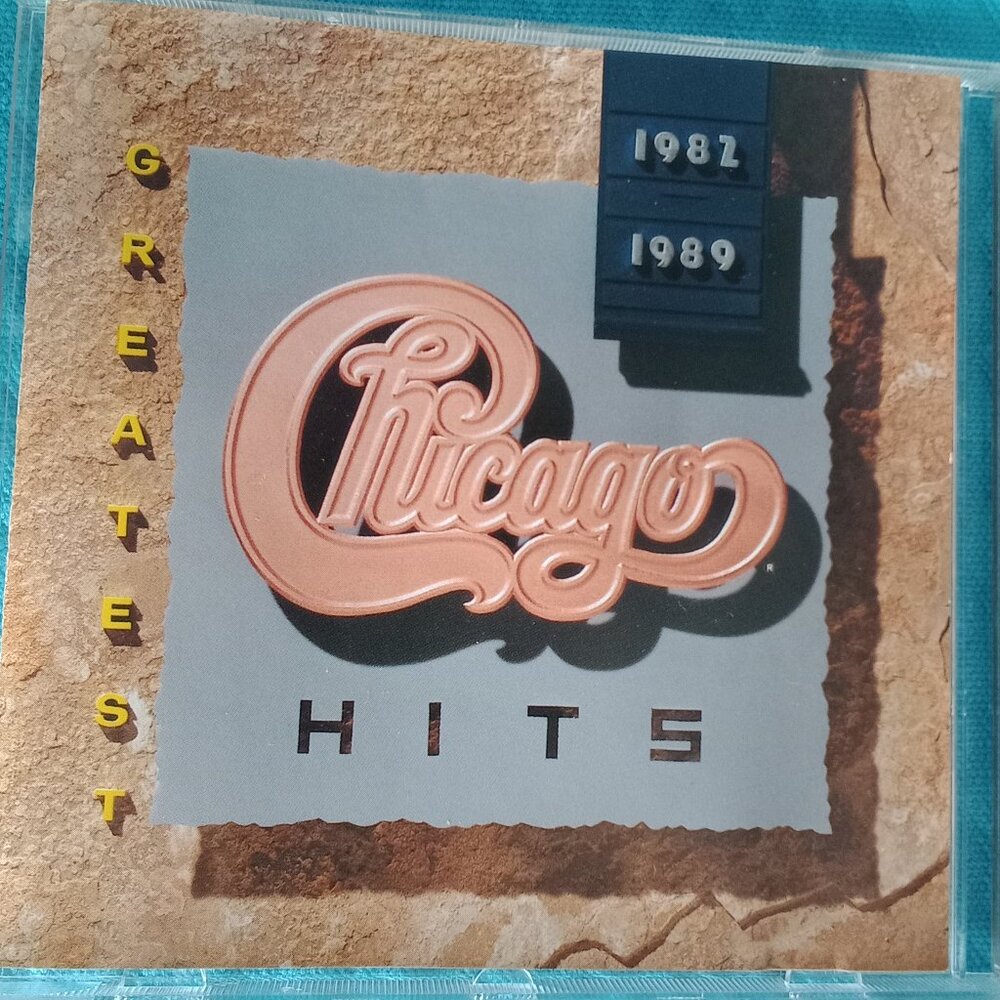 GREATEST
1982
1989
Chicago
R
HITS